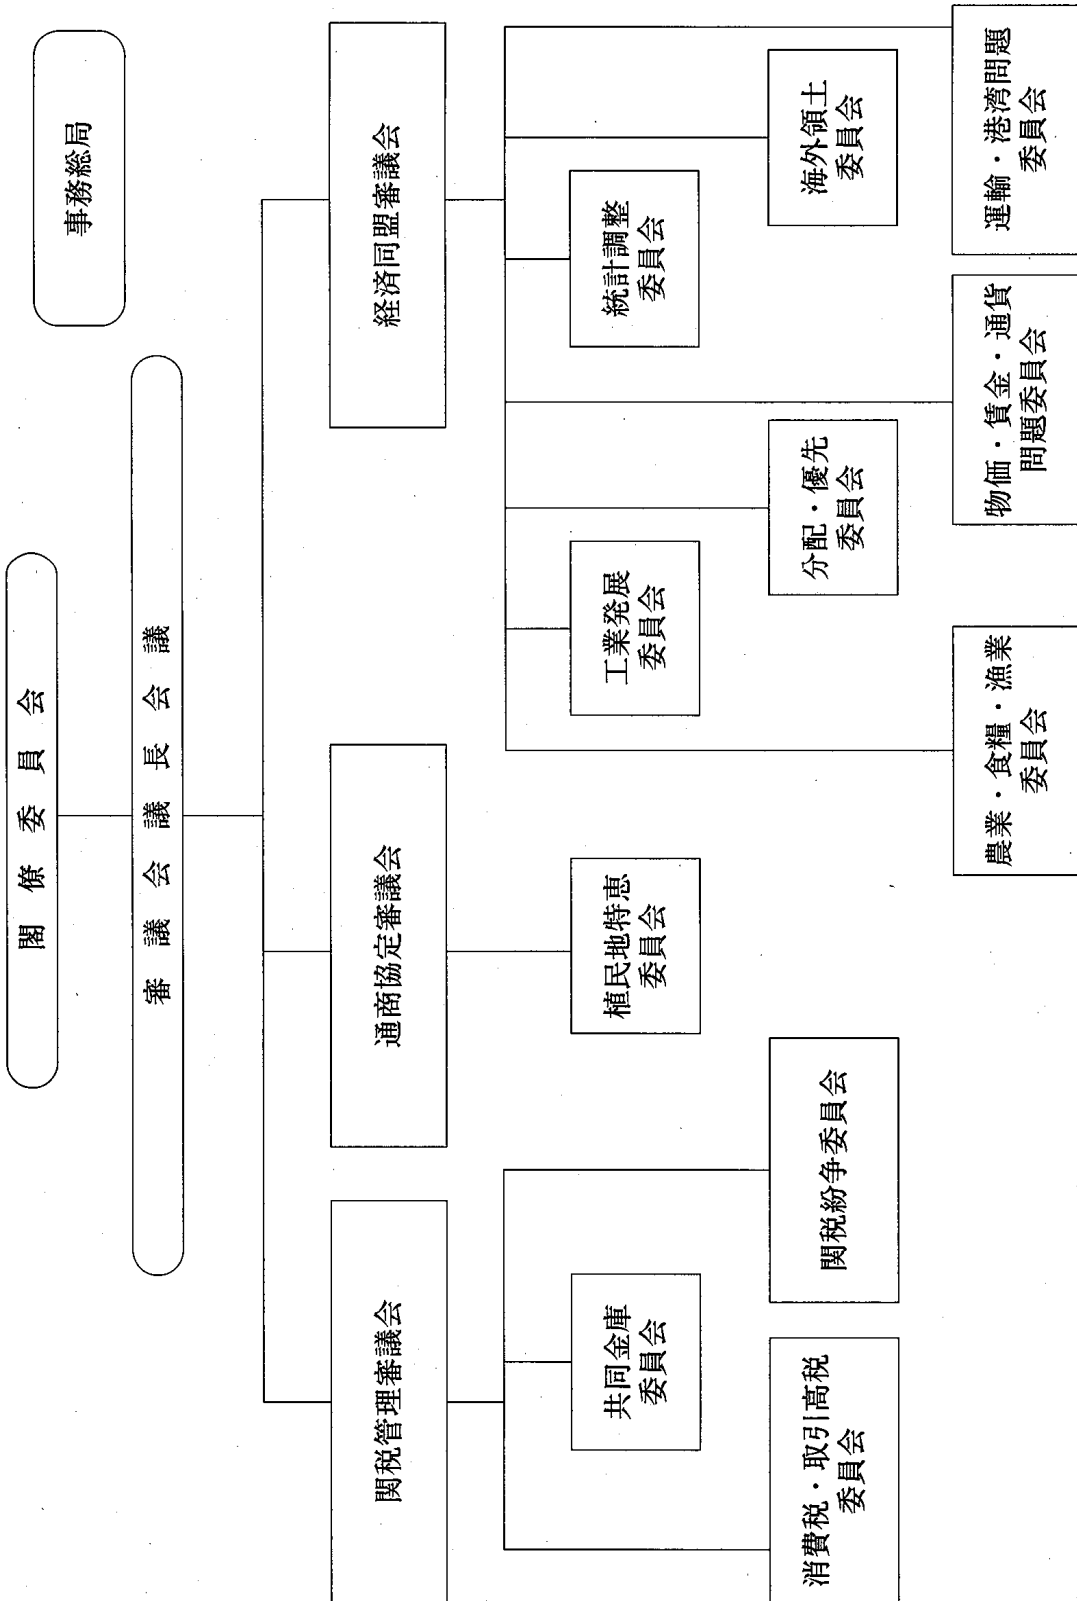 閣僚委員会
事務総局
審議会議長会議
関税管理審議会
通商協定審議会
経済同盟審議会
共同金庫
委員会
植民地特恵
委員会
工業発展
委員会
統計調整
委員会
消費税・取引高税
委員会
関税紛争委員会
分配・優先
委員会
海外領土
委員会
農業・食糧・漁業
委員会
物価・賃金・通貨
問題委員会
運輸・港湾問題
委員会